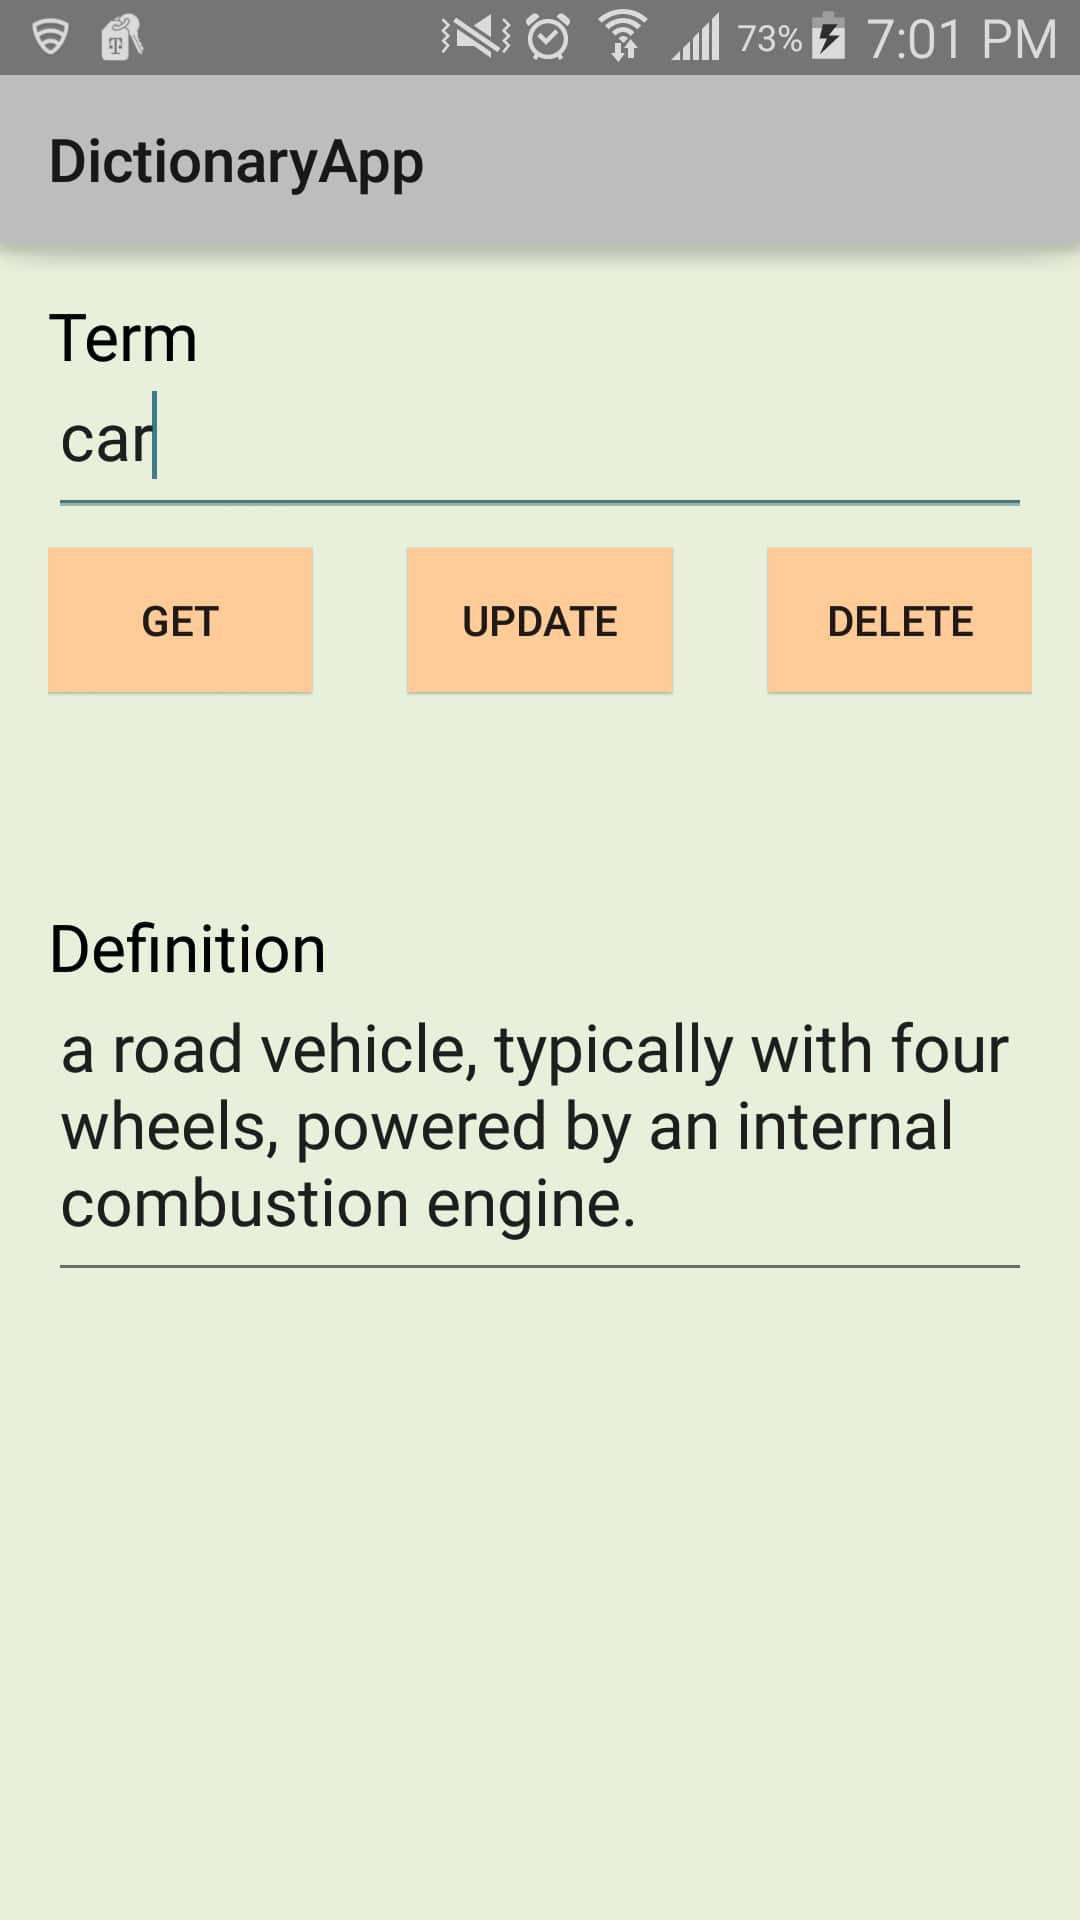 73% 7:01 PM
DictionaryApp
Term
car
GET UPDATE DELETE
Definition
a road vehicle, typically with four
wheels, powered by an internal
combustion engine.